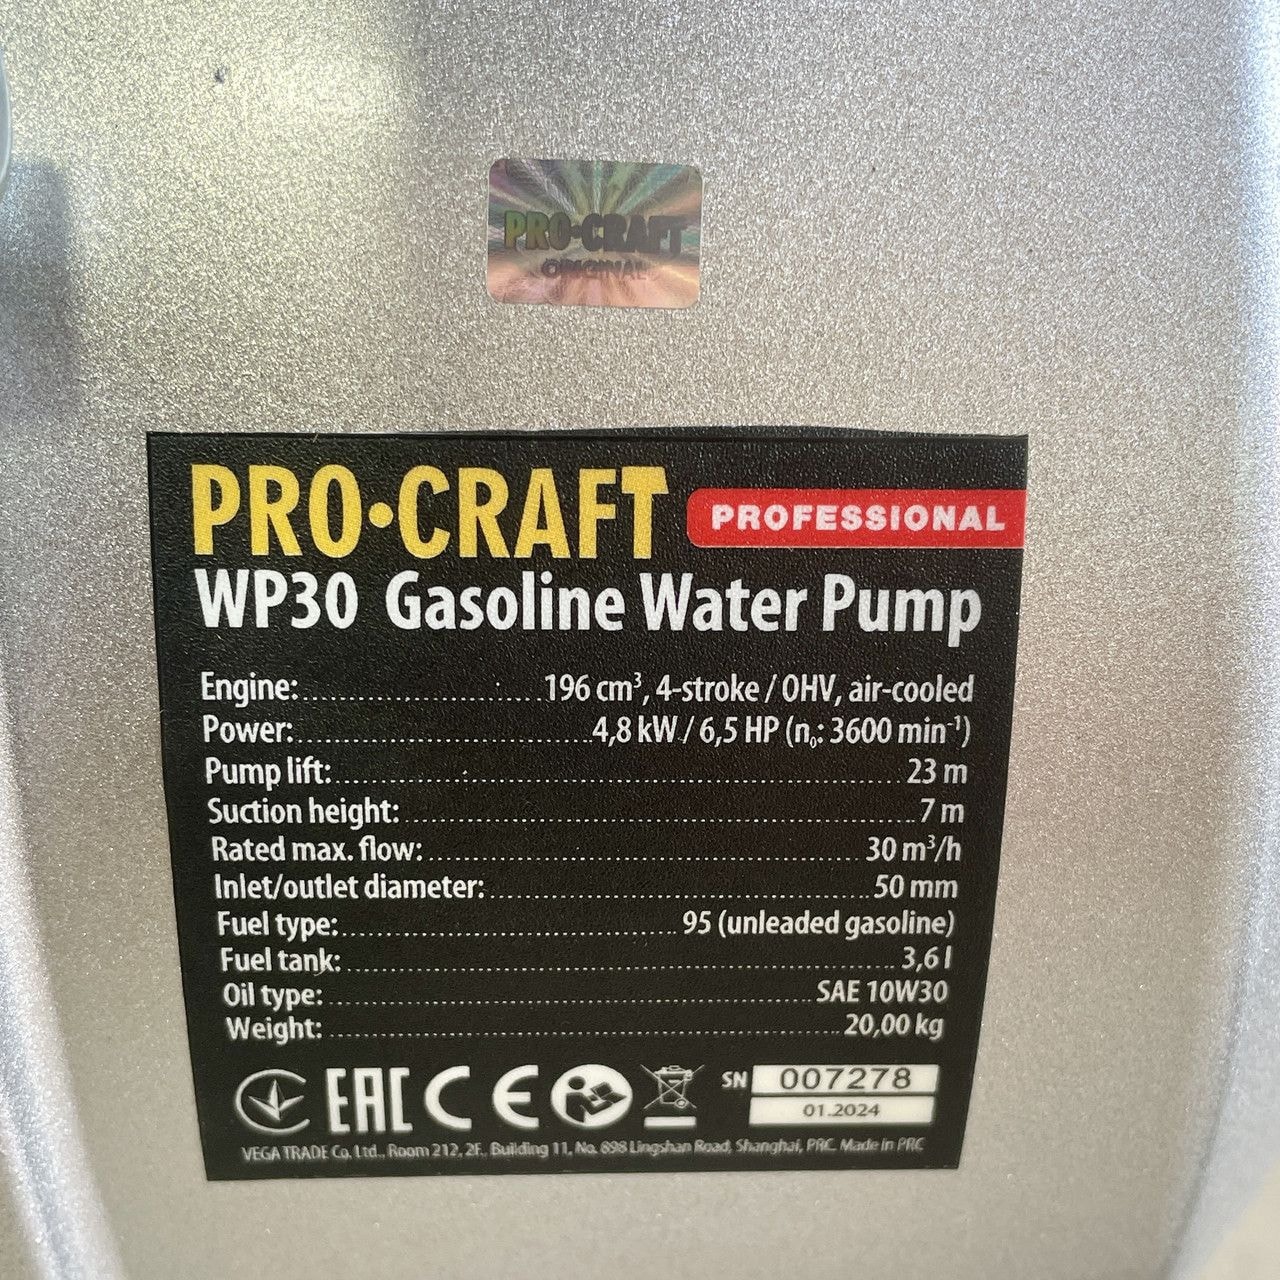 PRO·CRAFT
ORIGINAL
PRO·CRAFT PROFESSIONAL
WP30 Gasoline Water Pump
Engine:.....................196 cm³, 4-stroke / OHV, air-cooled
Power:..........................4,8 kW / 6,5 HP (n₀: 3600 min⁻¹)
Pump lift:..................................................23 m
Suction height:..............................................7 m
Rated max. flow:......................................30 m³/h
Inlet/outlet diameter:.................................50 mm
Fuel type:..............................95 (unleaded gasoline)
Fuel tank:.................................................3,6 l
Oil type:..........................................SAE 10W30
Weight:..............................................20,00 kg
EAC CE SN 007278
01.2024
VEGA TRADE Co. Ltd., Room 212, 2F., Building 11, No. 898 Lingshan Road, Shanghai, PRC. Made in PRC